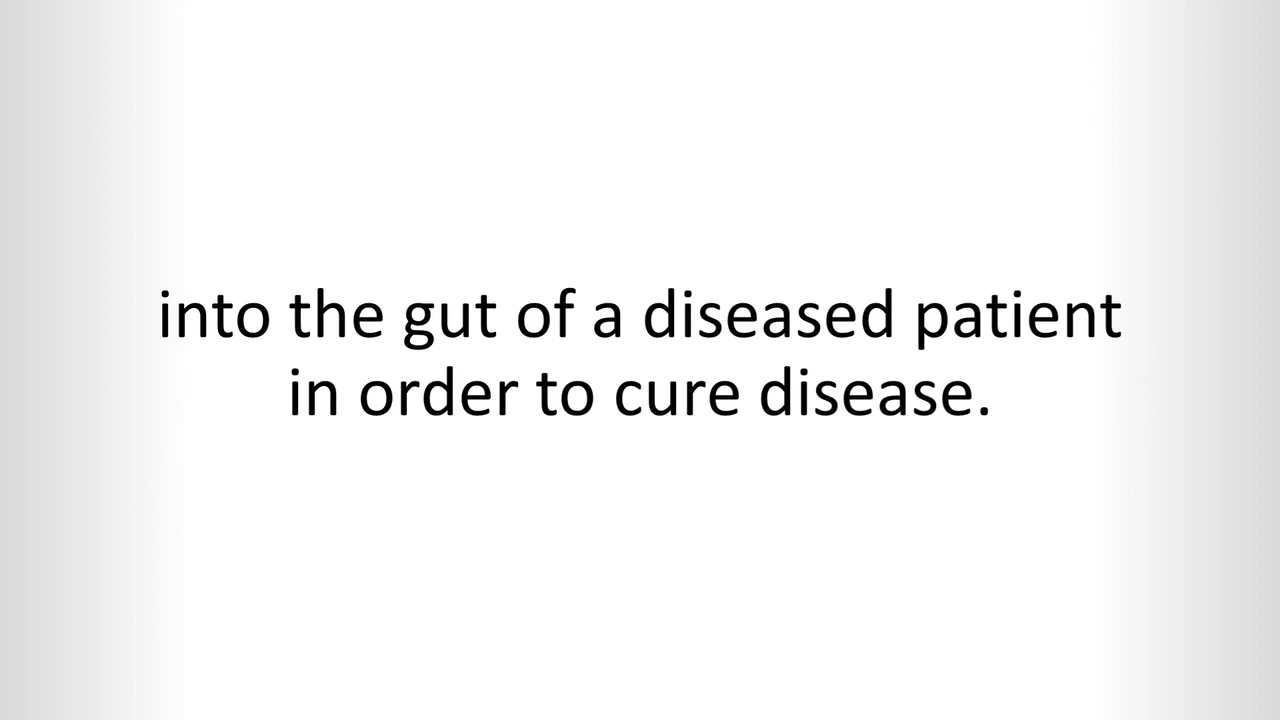 into the gut of a diseased patient
in order to cure disease.